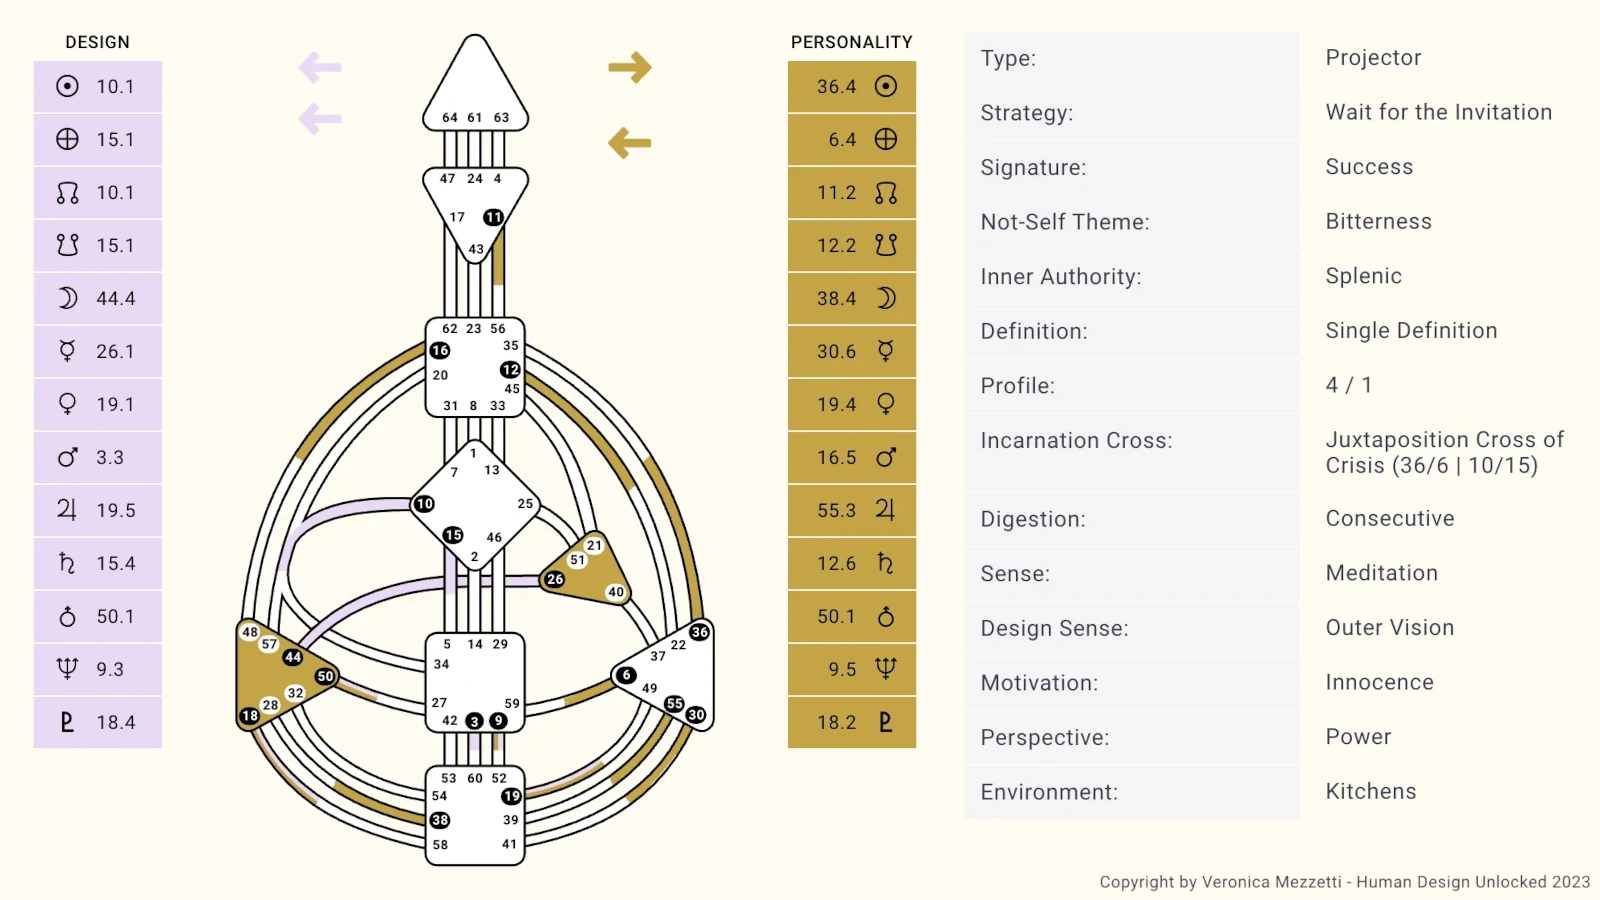 DESIGN
10.1
15.1
10.1
15.1
44.4
26.1
19.1
3.3
19.5
15.4
50.1
9.3
18.4
64 61 63
47 24 4
17 11
43
62 23 56
16 35
20 12
45
31 8 33
1
7 13
10 25
15 46
2
21
51
26
40
48
57
44
50
32
28
18
5 14 29
34
27 59
42 3 9
36
22
37
6
49
55
30
53 60 52
54 19
38 39
58 41
PERSONALITY
36.4
6.4
11.2
12.2
38.4
30.6
19.4
16.5
55.3
12.6
50.1
9.5
18.2
Type: Projector
Strategy: Wait for the Invitation
Signature: Success
Not-Self Theme: Bitterness
Inner Authority: Splenic
Definition: Single Definition
Profile: 4 / 1
Incarnation Cross: Juxtaposition Cross of
Crisis (36/6 | 10/15)
Digestion: Consecutive
Sense: Meditation
Design Sense: Outer Vision
Motivation: Innocence
Perspective: Power
Environment: Kitchens
Copyright by Veronica Mezzetti - Human Design Unlocked 2023